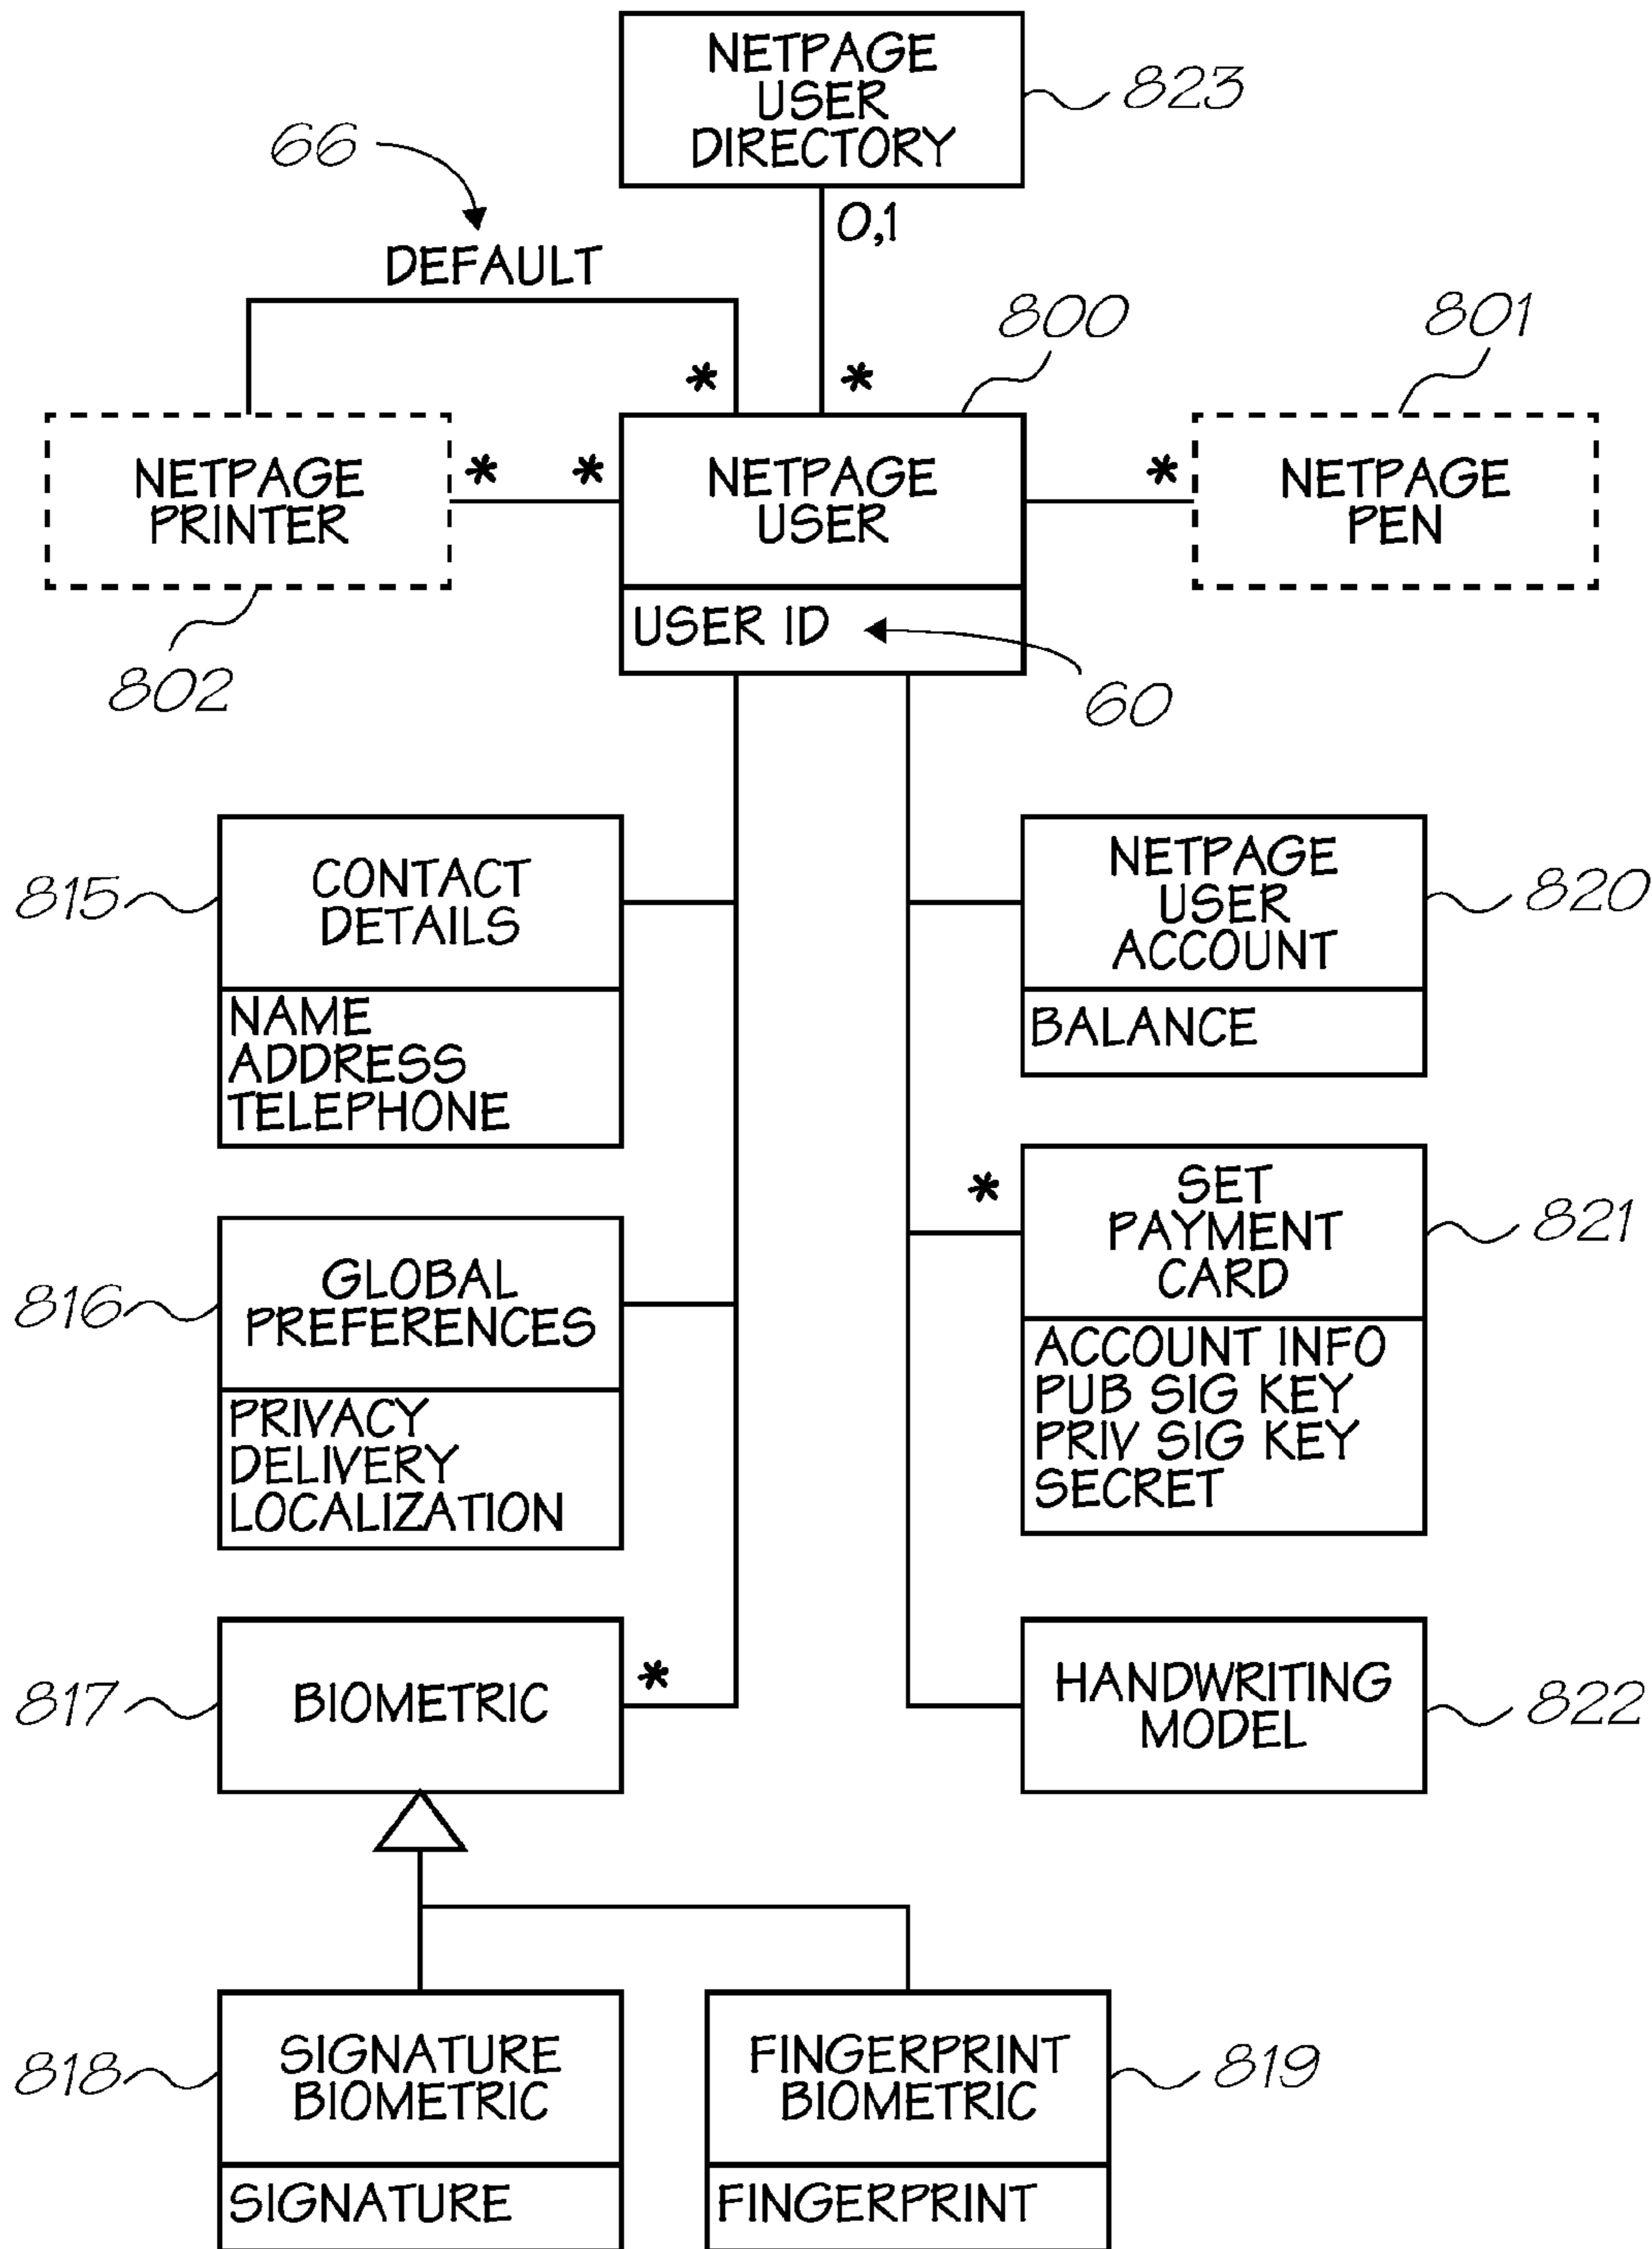 NETPAGE
USER
DIRECTORY
823
66
DEFAULT
0,1
800
801
*
*
NETPAGE
PRINTER
*
*
NETPAGE
USER
*
NETPAGE
PEN
802
USER ID
60
815
CONTACT
DETAILS
NAME
ADDRESS
TELEPHONE
NETPAGE
USER
ACCOUNT
820
BALANCE
816
GLOBAL
PREFERENCES
PRIVACY
DELIVERY
LOCALIZATION
*
SET
PAYMENT
CARD
821
ACCOUNT INFO
PUB SIG KEY
PRIV SIG KEY
SECRET
817
BIOMETRIC
*
HANDWRITING
MODEL
822
818
SIGNATURE
BIOMETRIC
SIGNATURE
FINGERPRINT
BIOMETRIC
819
FINGERPRINT